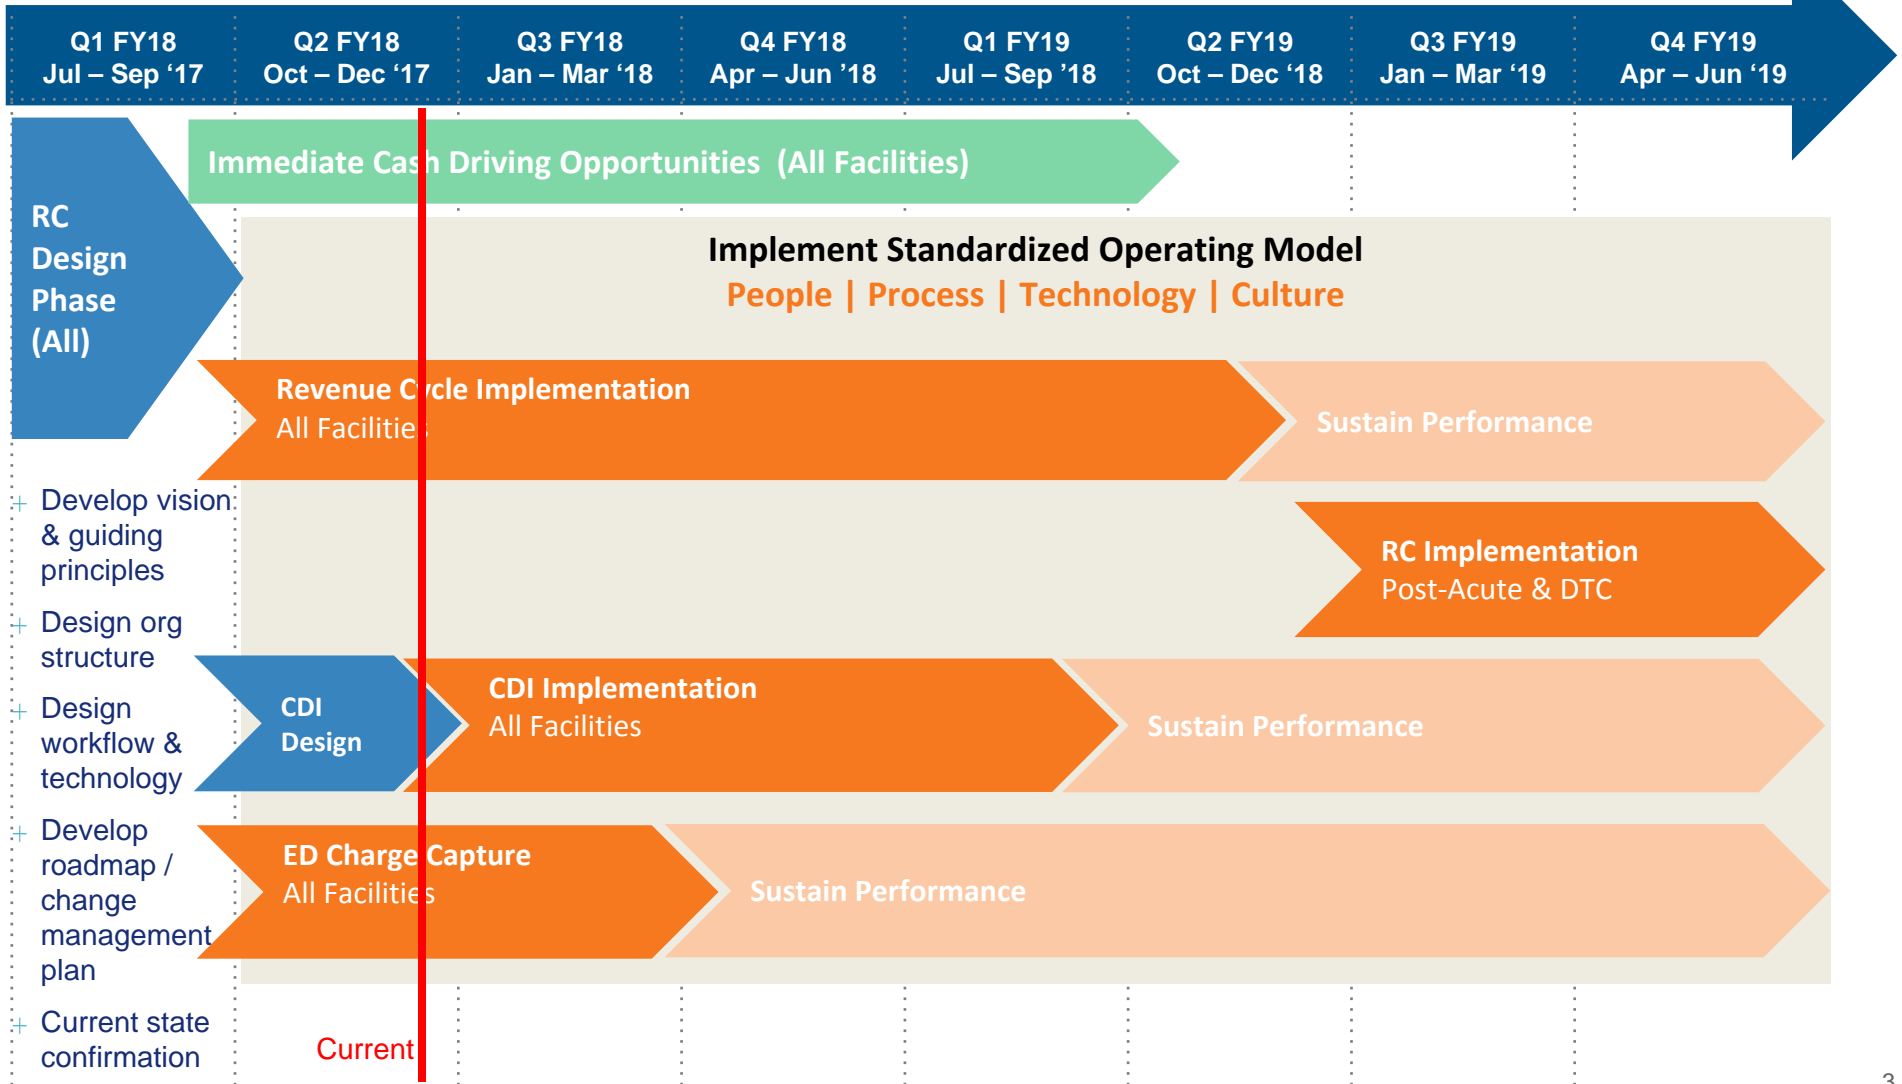 Q1 FY18
Jul – Sep ‘17
Q2 FY18
Oct – Dec ‘17
Q3 FY18
Jan – Mar ‘18
Q4 FY18
Apr – Jun ’18
Q1 FY19
Jul – Sep ’18
Q2 FY19
Oct – Dec ‘18
Q3 FY19
Jan – Mar ‘19
Q4 FY19
Apr – Jun ‘19
RC
Design
Phase
(All)
Immediate Cash Driving Opportunities (All Facilities)
Implement Standardized Operating Model
People | Process | Technology | Culture
Revenue Cycle Implementation
All Facilities
Sustain Performance
RC Implementation
Post-Acute & DTC
CDI
Design
CDI Implementation
All Facilities
Sustain Performance
ED Charge Capture
All Facilities
Sustain Performance
+ Develop vision
& guiding
principles
+ Design org
structure
+ Design
workflow &
technology
+ Develop
roadmap /
change
management
plan
+ Current state
confirmation
Current
3